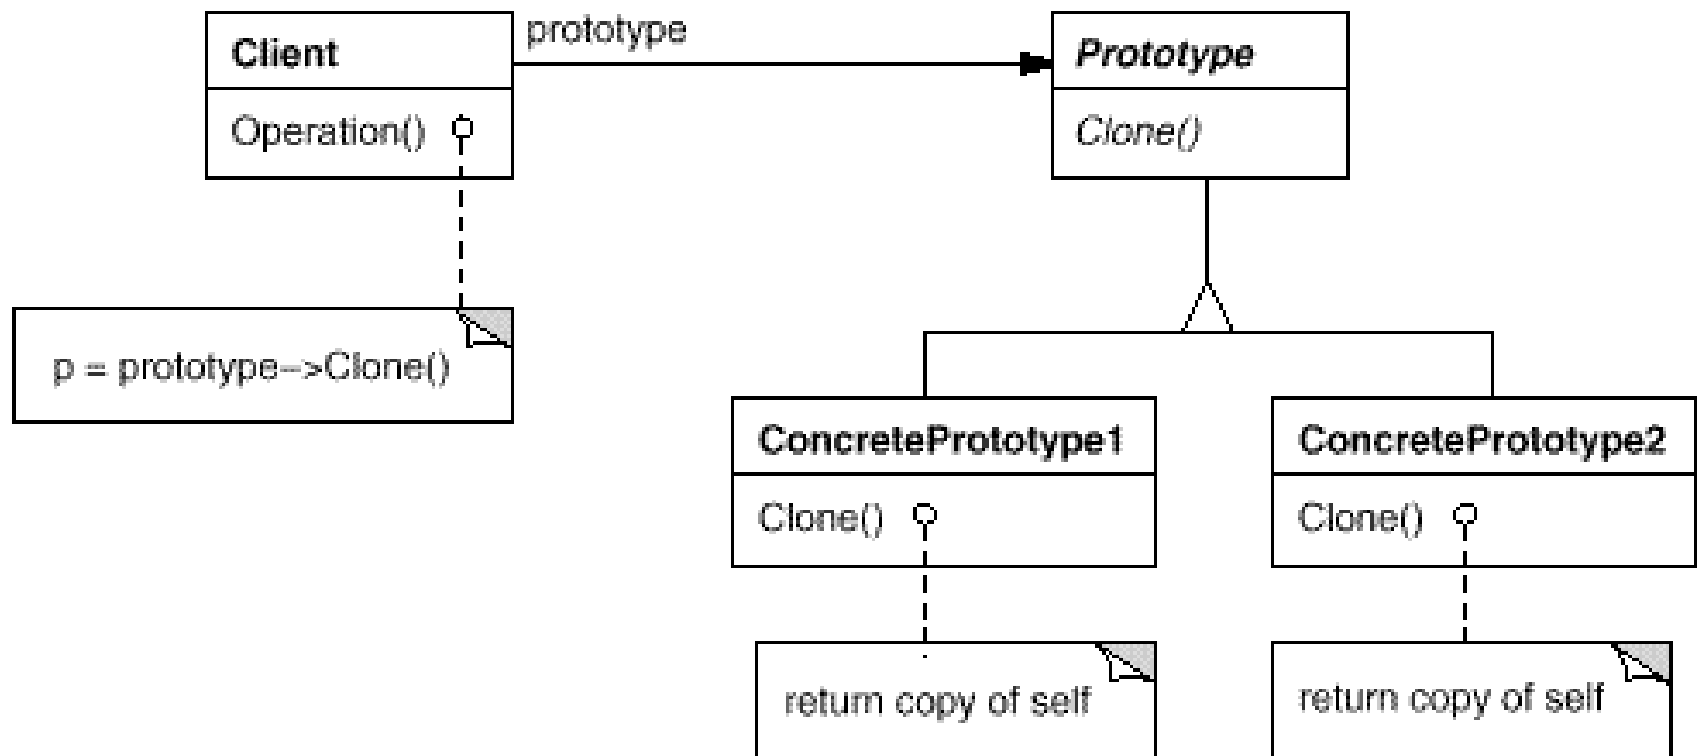 Client
prototype
Prototype
Operation()
Clone()
p = prototype–>Clone()
ConcretePrototype1
ConcretePrototype2
Clone()
Clone()
return copy of self
return copy of self